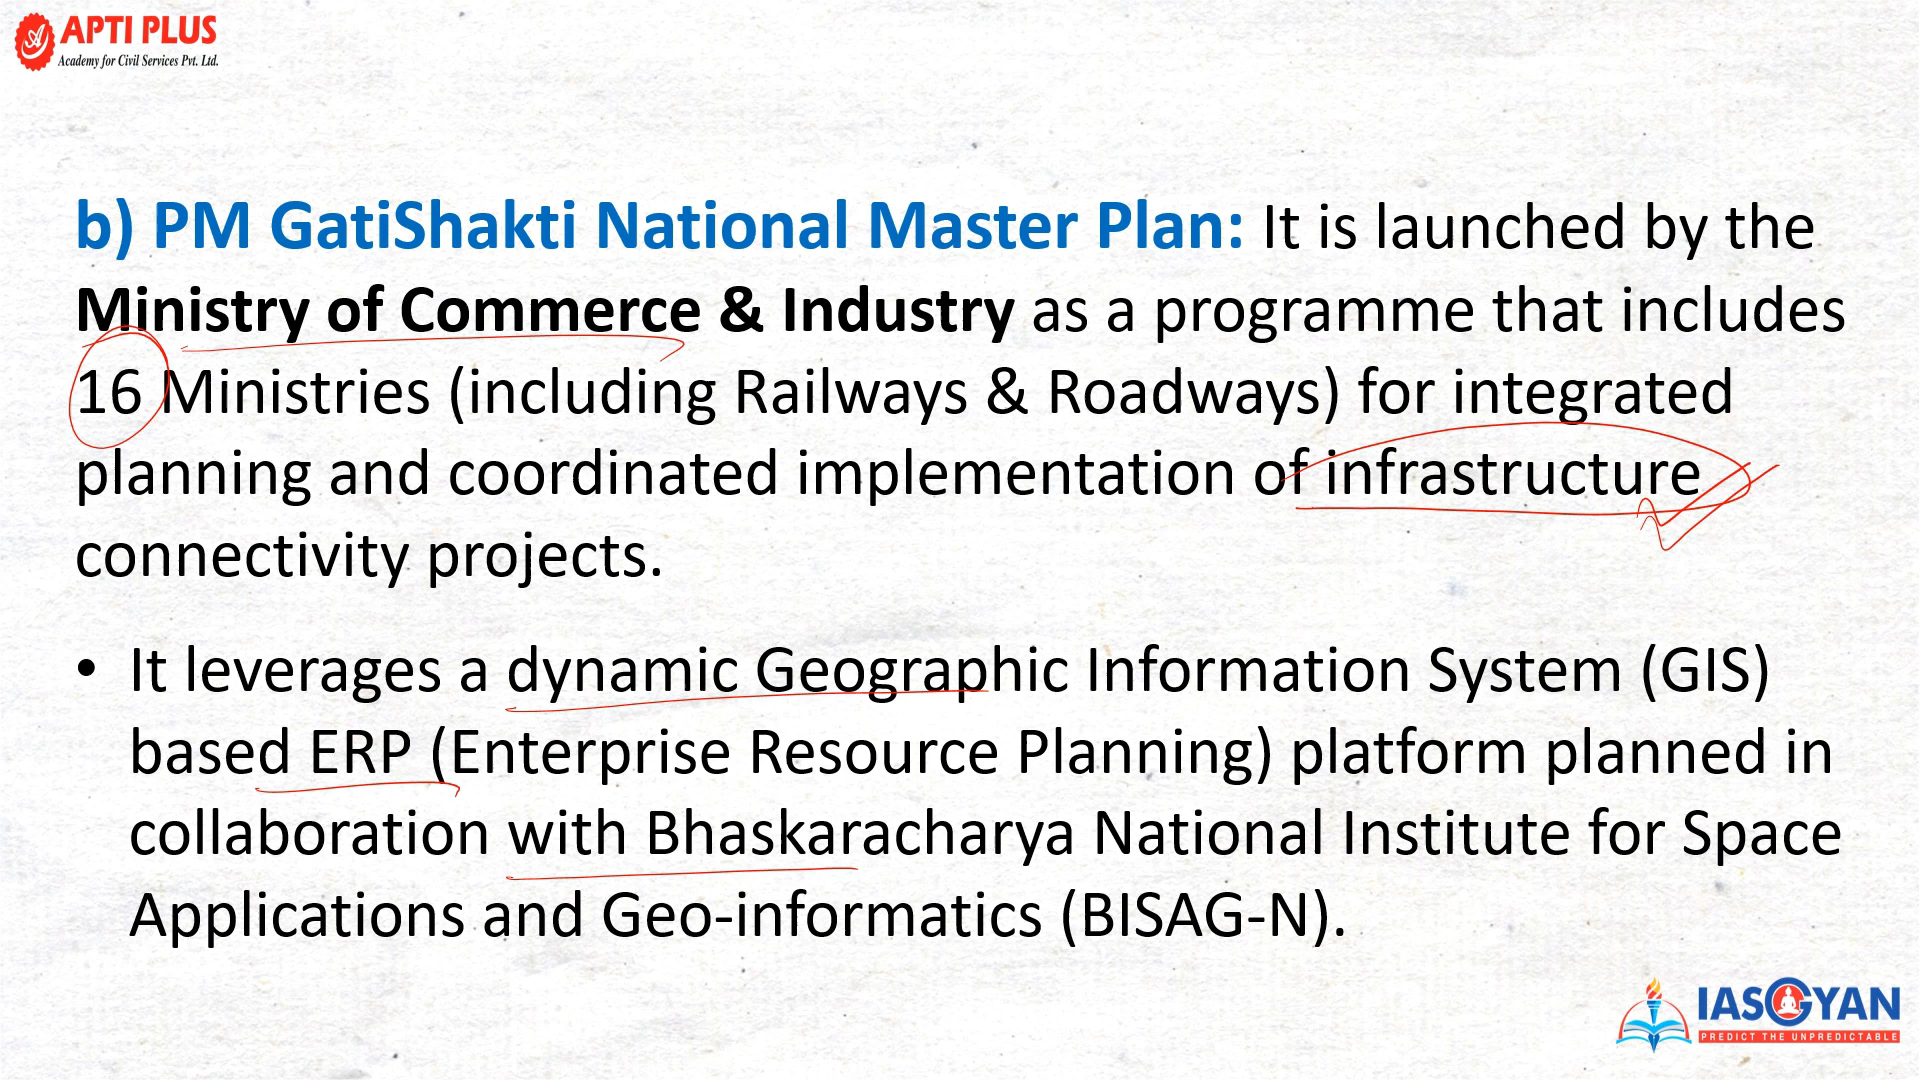 APTI PLUS
Academy for Civil Services Pvt. Ltd.
b) PM GatiShakti National Master Plan: It is launched by the
Ministry of Commerce & Industry as a programme that includes
16 Ministries (including Railways & Roadways) for integrated
planning and coordinated implementation of infrastructure
connectivity projects.
• It leverages a dynamic Geographic Information System (GIS)
based ERP (Enterprise Resource Planning) platform planned in
collaboration with Bhaskaracharya National Institute for Space
Applications and Geo-informatics (BISAG-N).
IASGYAN
PREDICT THE UNPREDICTABLE